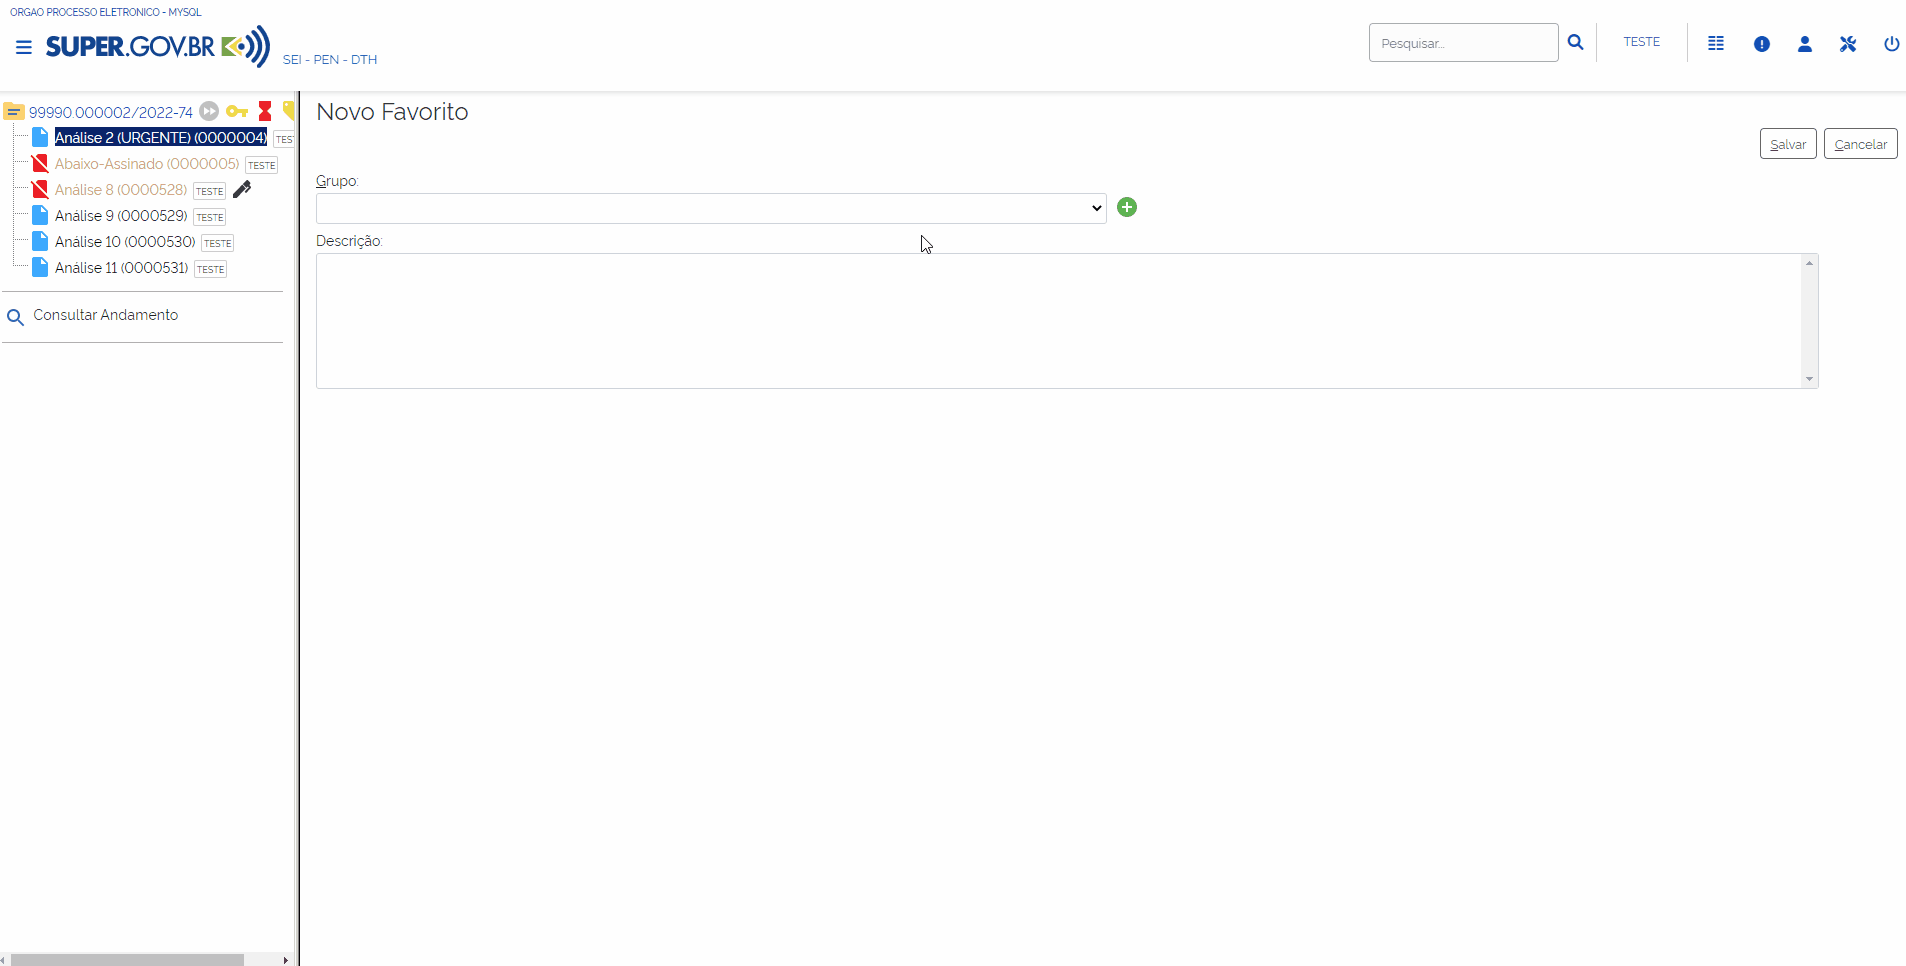 ORGAO PROCESSO ELETRONICO - MYSQL
SUPER.GOV.BR
SEI - PEN - DTH
Pesquisar...
TESTE
99990.000002/2022-74
Análise 2 (URGENTE) (0000004) TES
Abaixo-Assinado (0000005) TESTE
Análise 8 (0000528) TESTE
Análise 9 (0000529) TESTE
Análise 10 (0000530) TESTE
Análise 11 (0000531) TESTE
Consultar Andamento
Novo Favorito
Salvar Cancelar
Grupo:
Descrição: